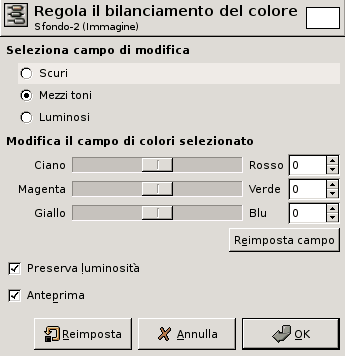 Regola il bilanciamento del colore
Sfondo-2 (Immagine)
Seleziona campo di modifica
Scuri
Mezzi toni
Luminosi
Modifica il campo di colori selezionato
Ciano Rosso 0
Magenta Verde 0
Giallo Blu 0
Reimposta campo
Preserva luminosità
Anteprima
Reimposta Annulla OK